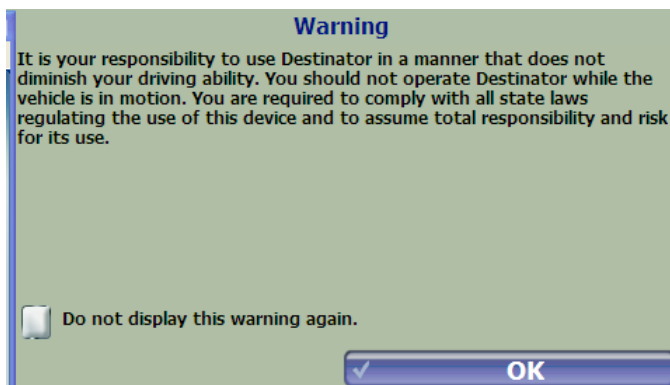 Warning
It is your responsibility to use Destinator in a manner that does not
diminish your driving ability. You should not operate Destinator while the
vehicle is in motion. You are required to comply with all state laws
regulating the use of this device and to assume total responsibility and risk
for its use.
Do not display this warning again.
OK